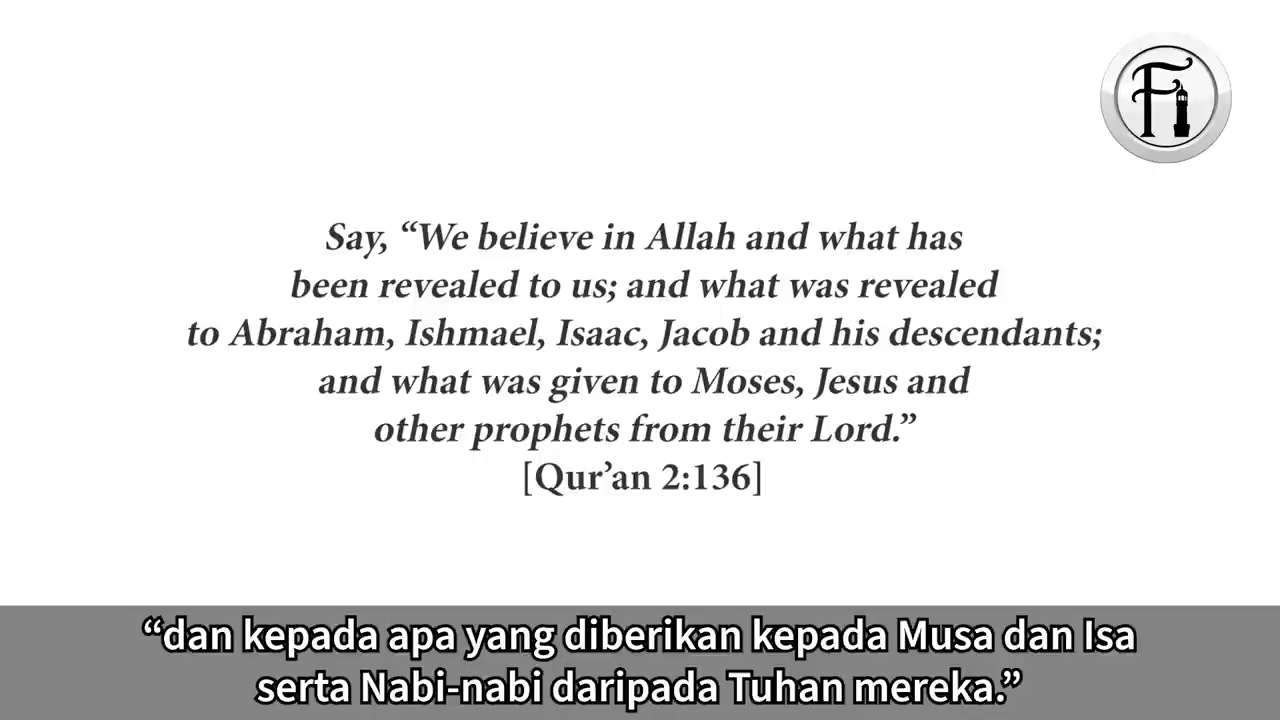 Fi
Say, “We believe in Allah and what has
been revealed to us; and what was revealed
to Abraham, Ishmael, Isaac, Jacob and his descendants;
and what was given to Moses, Jesus and
other prophets from their Lord.”
[Qur’an 2:136]
“dan kepada apa yang diberikan kepada Musa dan Isa
serta Nabi-nabi daripada Tuhan mereka.”